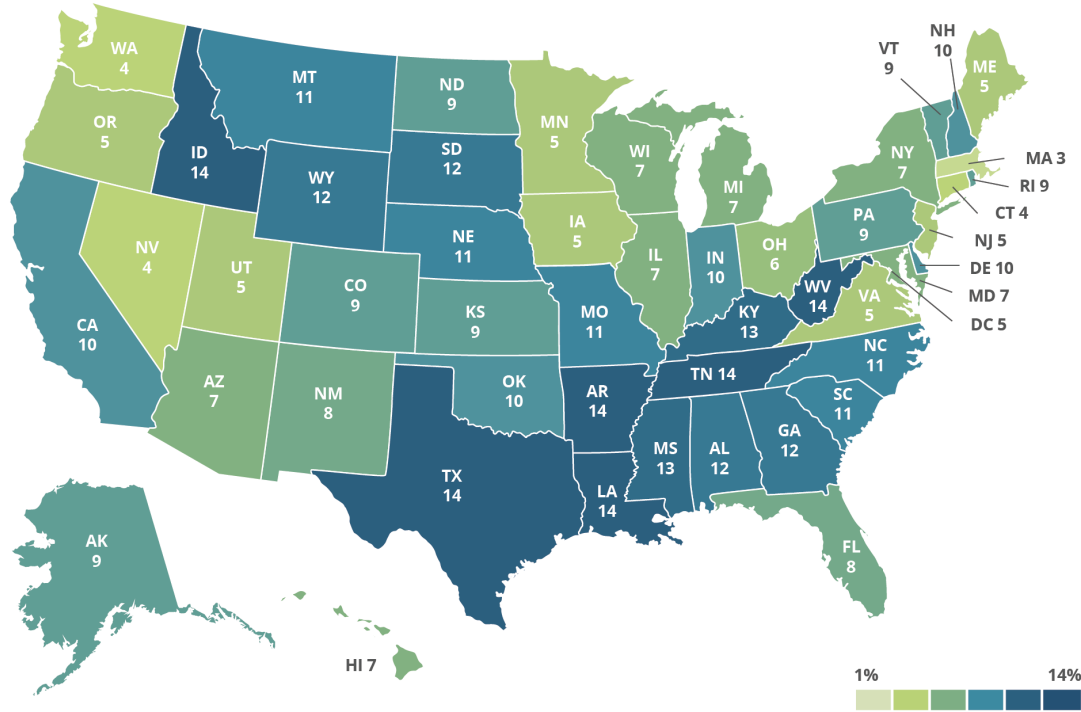 WA
4
OR
5
CA
10
NV
4
ID
14
MT
11
WY
12
UT
5
AZ
7
CO
9
NM
8
ND
9
SD
12
NE
11
KS
9
OK
10
TX
14
MN
5
IA
5
MO
11
AR
14
LA
14
WI
7
IL
7
MI
7
IN
10
OH
6
KY
13
TN 14
MS
13
AL
12
GA
12
FL
8
SC
11
NC
11
VA
5
WV
14
PA
9
NY
7
VT
9
NH
10
ME
5
MA 3
RI 9
CT 4
NJ 5
DE 10
MD 7
DC 5
AK
9
HI 7
1%
14%